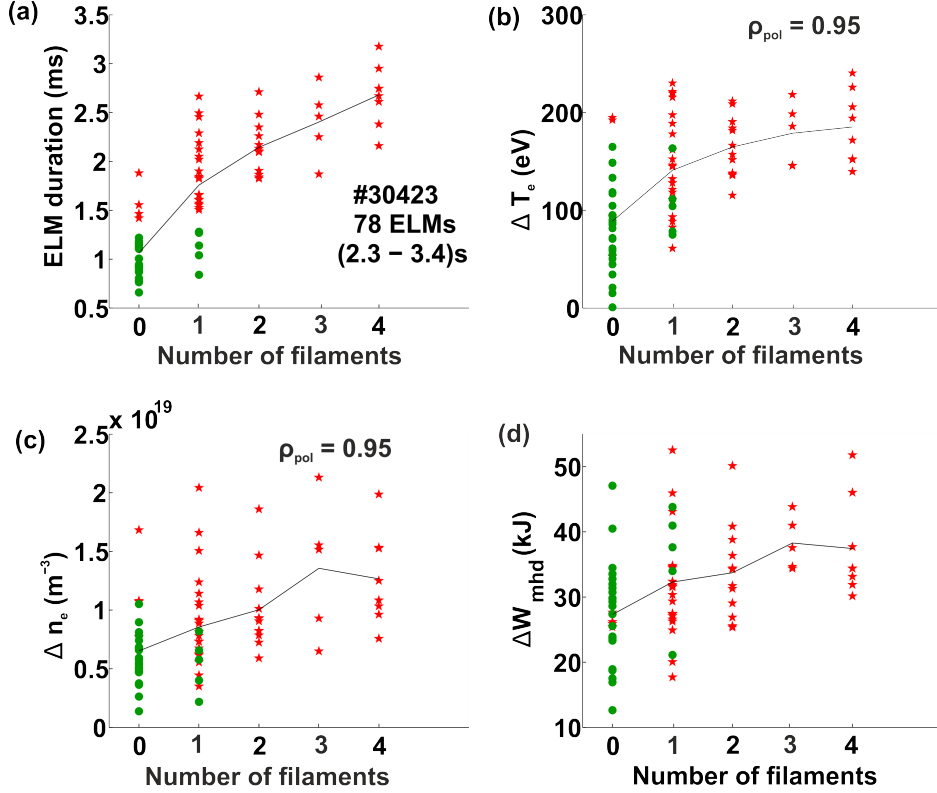 (a)
3.5
3
2.5
2
1.5
1
0.5
ELM duration (ms)
#30423
78 ELMs
(2.3 − 3.4)s
0 1 2 3 4
Number of filaments
(b)
ρpol = 0.95
300
200
100
0
Δ Te (eV)
0 1 2 3 4
Number of filaments
(c)
x 10^19
ρpol = 0.95
2.5
2
1.5
1
0.5
0
Δ ne (m−3)
0 1 2 3 4
Number of filaments
(d)
50
40
30
20
10
ΔWmhd (kJ)
0 1 2 3 4
Number of filaments